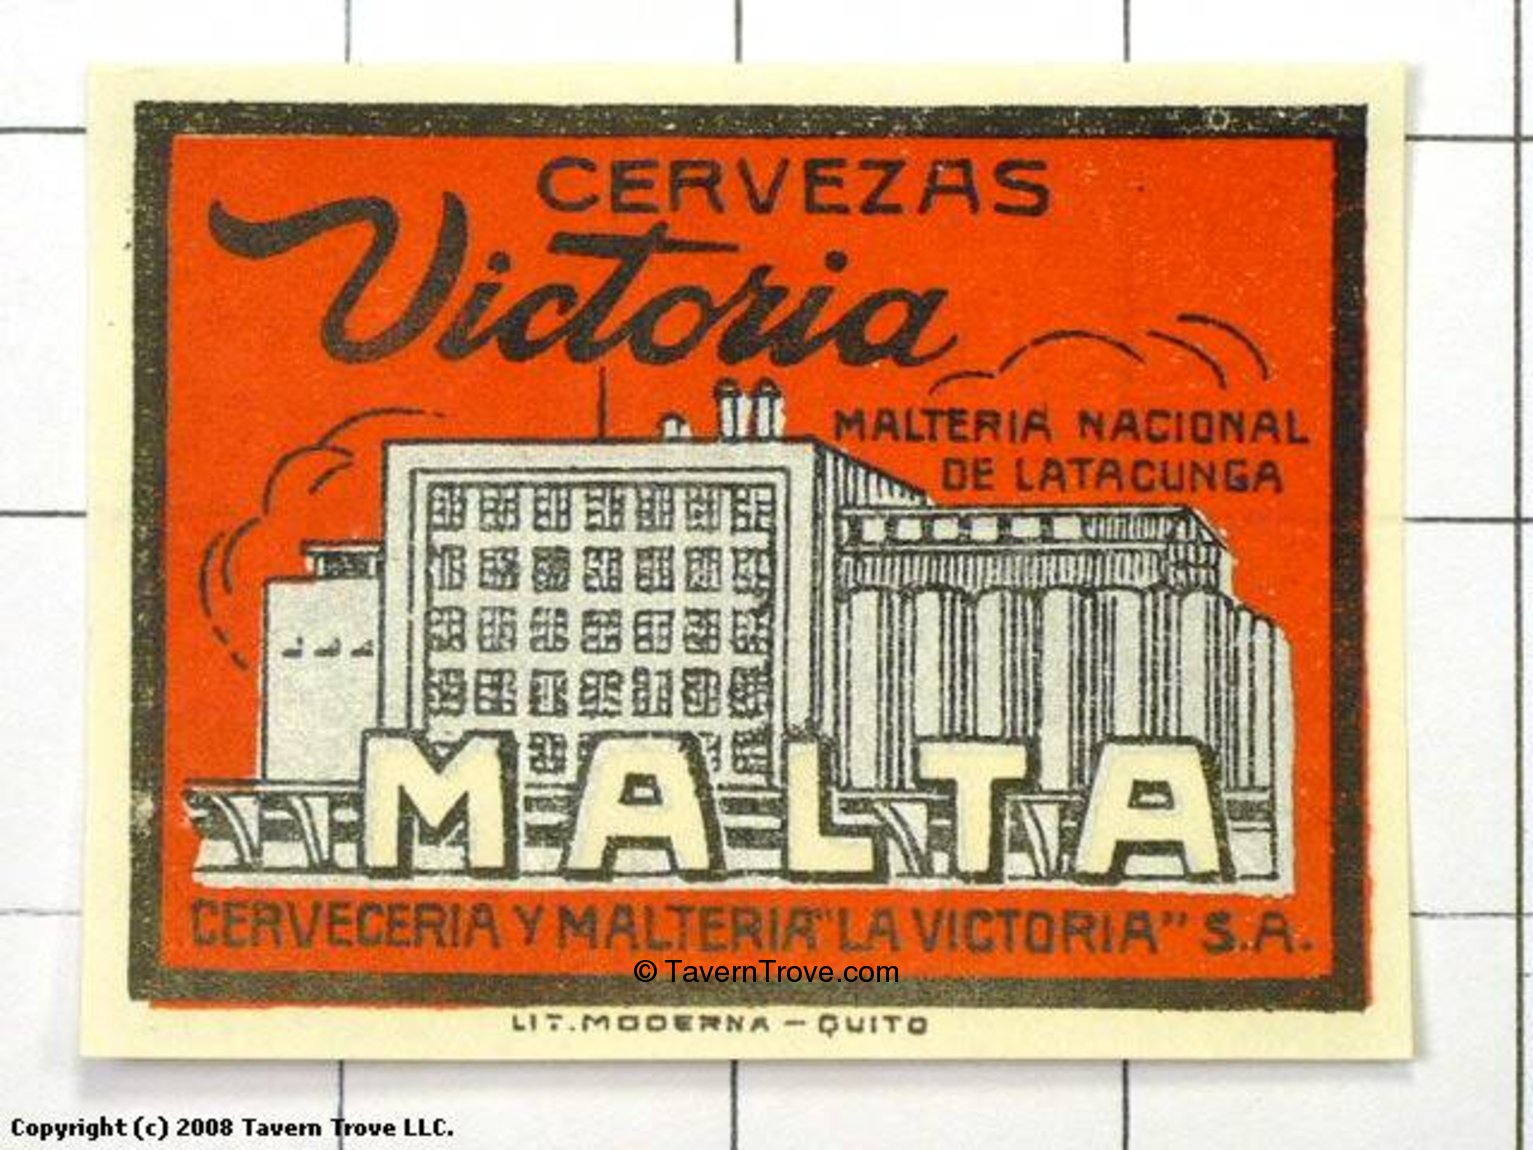 CERVEZAS
Victoria
MALTERIA NACIONAL
DE LATACUNGA
MALTA
CERVECERIA Y MALTERIA "LA VICTORIA" S.A.
© TavernTrove.com
LIT. MODERNA - QUITO
Copyright (c) 2008 Tavern Trove LLC.